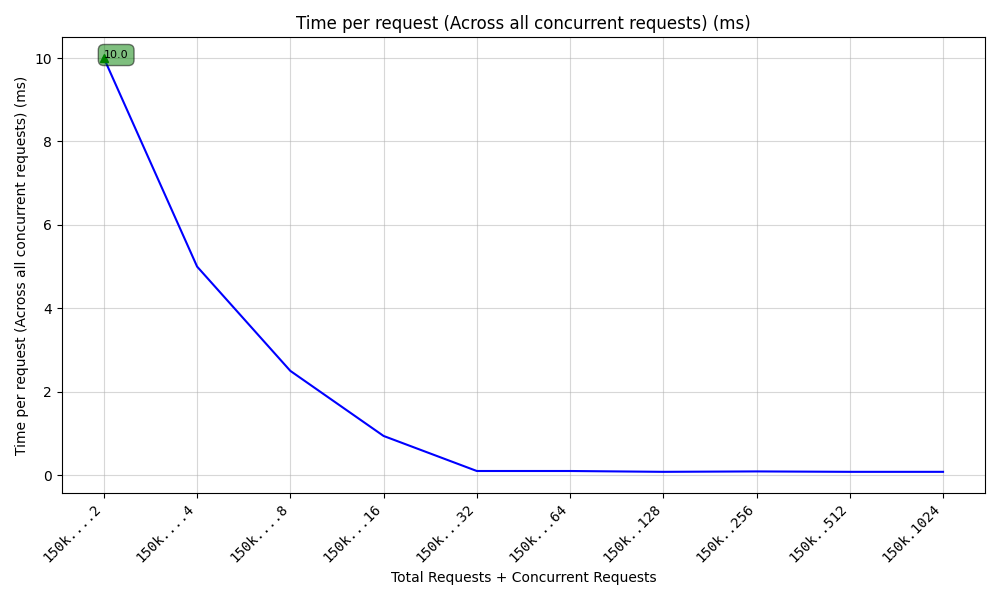 Time per request (Across all concurrent requests) (ms)
10.0
Time per request (Across all concurrent requests) (ms)
10
8
6
4
2
0
150k....2
150k....4
150k....8
150k...16
150k...32
150k...64
150k..128
150k..256
150k..512
150k.1024
Total Requests + Concurrent Requests